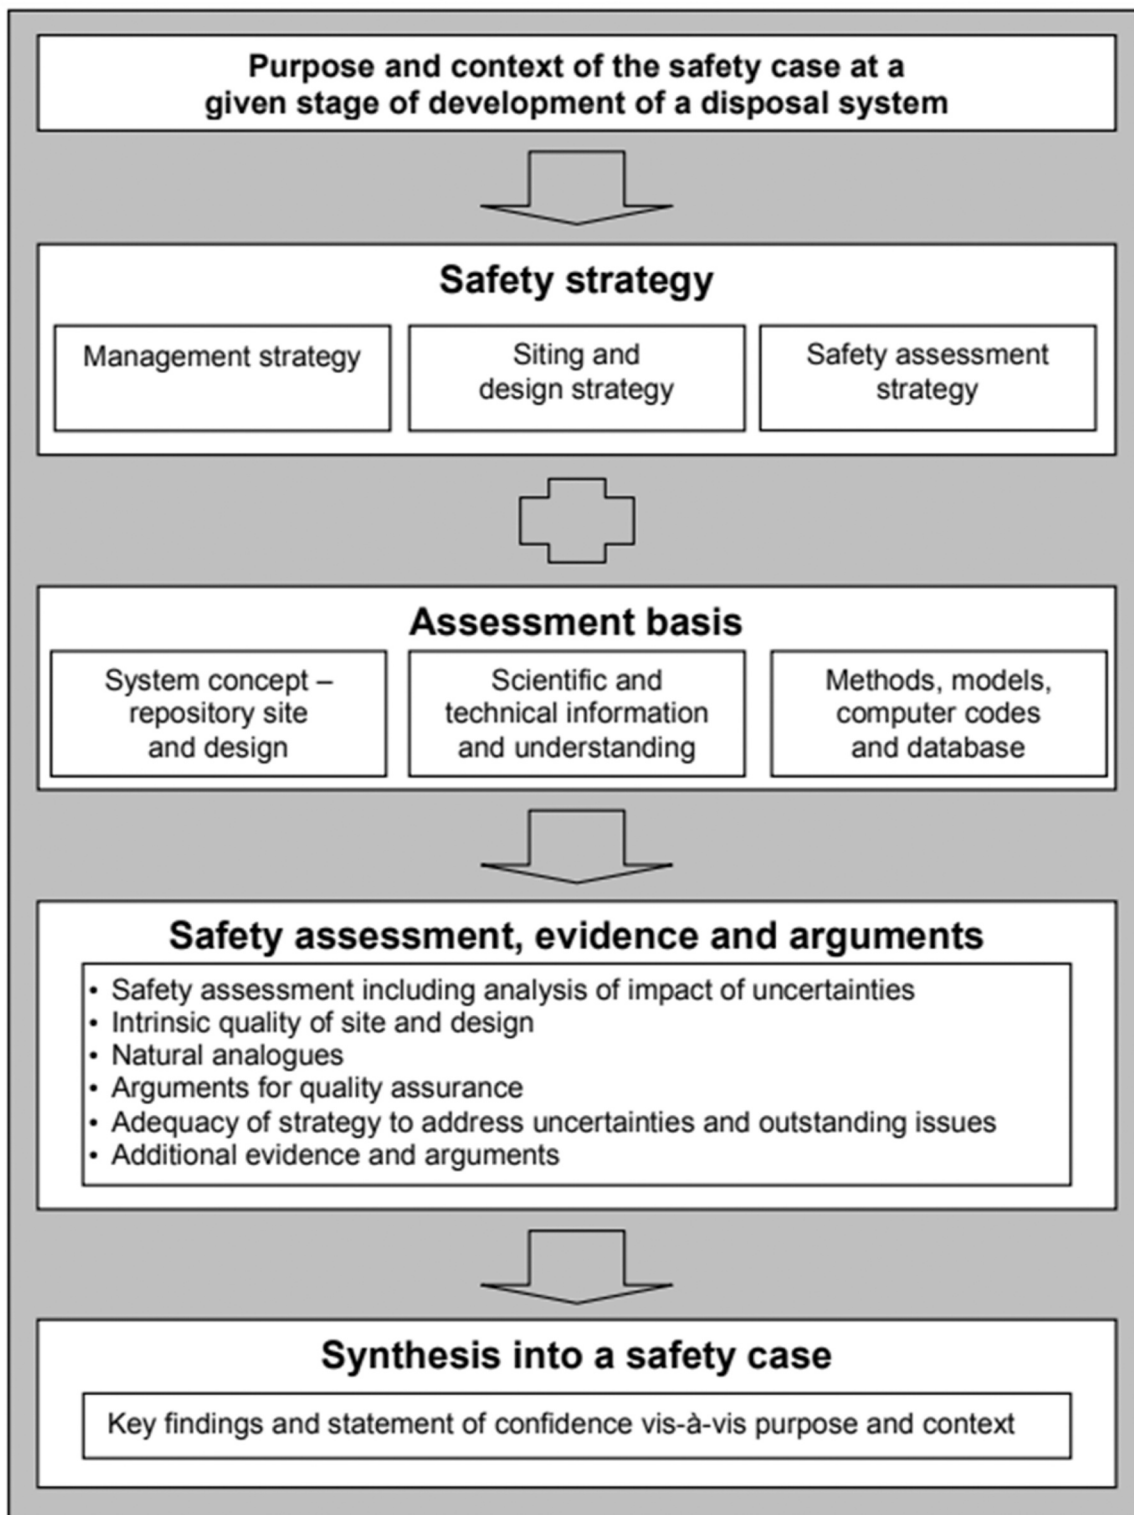 Purpose and context of the safety case at a
given stage of development of a disposal system
Safety strategy
Management strategy
Siting and
design strategy
Safety assessment
strategy
Assessment basis
System concept –
repository site
and design
Scientific and
technical information
and understanding
Methods, models,
computer codes
and database
Safety assessment, evidence and arguments
• Safety assessment including analysis of impact of uncertainties
• Intrinsic quality of site and design
• Natural analogues
• Arguments for quality assurance
• Adequacy of strategy to address uncertainties and outstanding issues
• Additional evidence and arguments
Synthesis into a safety case
Key findings and statement of confidence vis-à-vis purpose and context